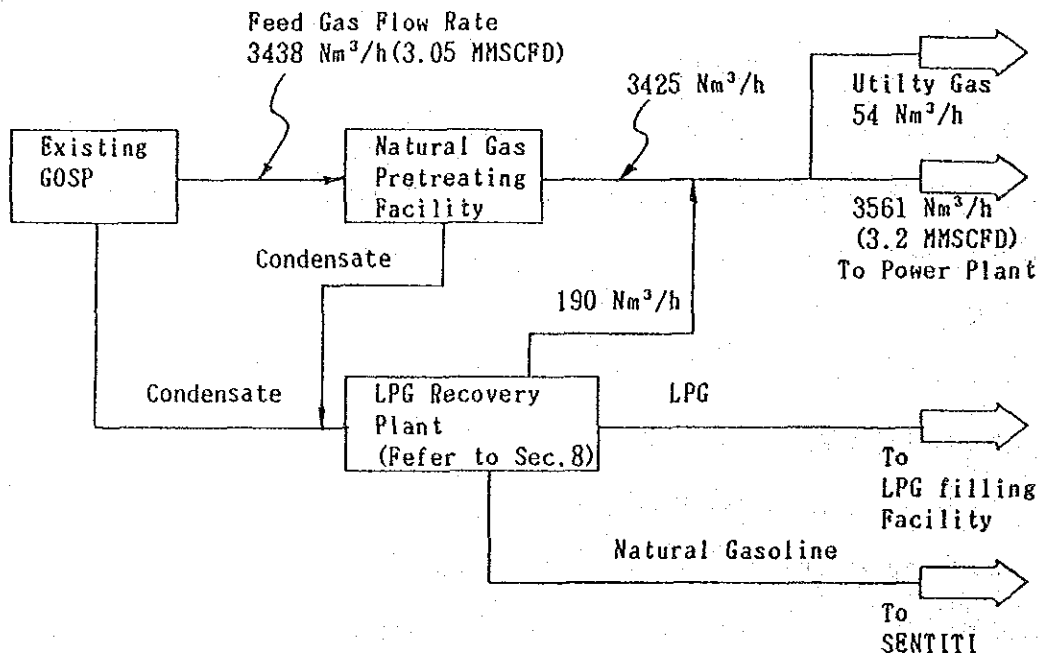 Feed Gas Flow Rate
3438 Nm³/h(3.05 MMSCFD)
3425 Nm³/h
Utilty Gas
54 Nm³/h
Existing
GOSP
Natural Gas
Pretreating
Facility
3561 Nm³/h
(3.2 MMSCFD)
To Power Plant
Condensate
190 Nm³/h
Condensate
LPG Recovery
Plant
(Fefer to Sec.8)
LPG
To
LPG filling
Facility
Natural Gasoline
To
SENTITI